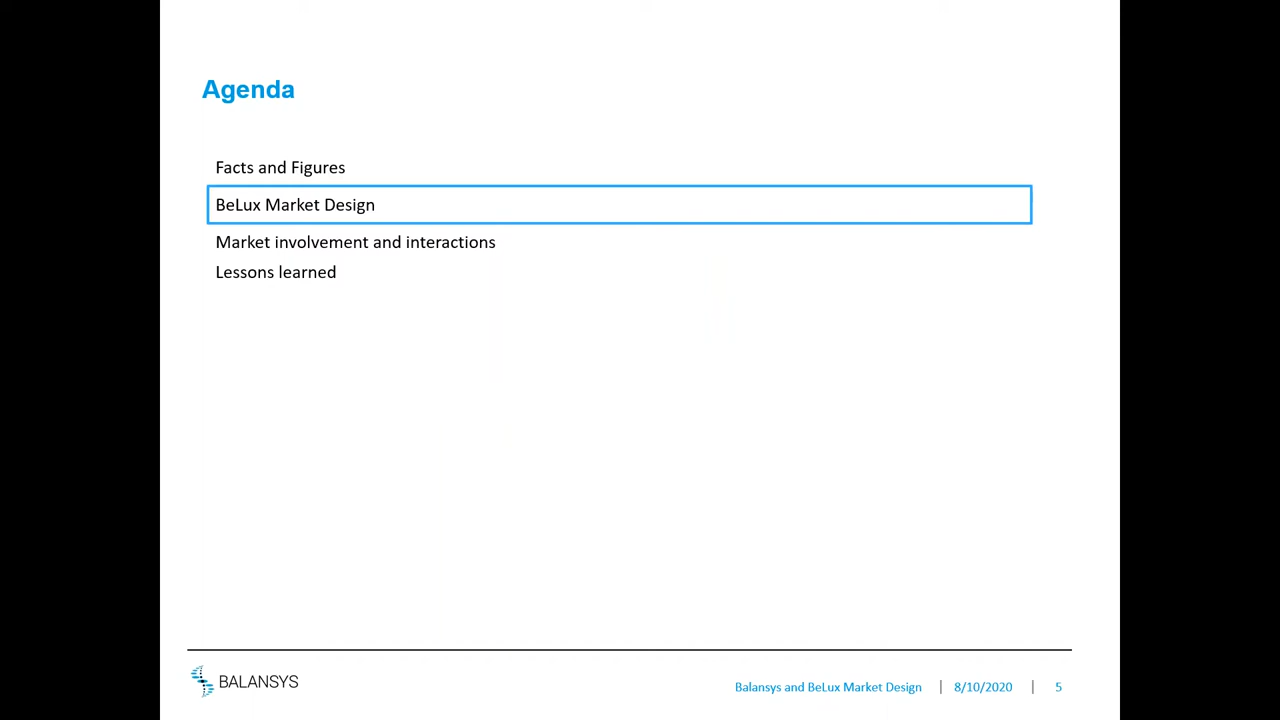 Agenda
Facts and Figures
BeLux Market Design
Market involvement and interactions
Lessons learned
BALANSYS
Balansys and BeLux Market Design | 8/10/2020 | 5